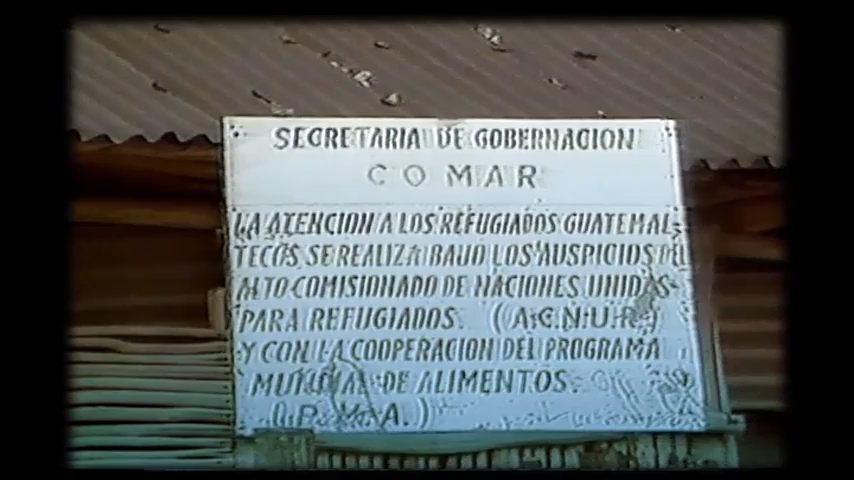 SECRETARIA DE GOBERNACION
COMAR
LA ATENCION A LOS REFUGIADOS GUATEMAL-
TECOS, SE REALIZA BAJO LOS AUSPICIOS DEL
ALTO COMISIONADO DE NACIONES UNIDAS
PARA REFUGIADOS. (A.C.N.U.R.)
Y CON LA COOPERACION DEL PROGRAMA
MUNDIAL DE ALIMENTOS.
(P.M.A.)